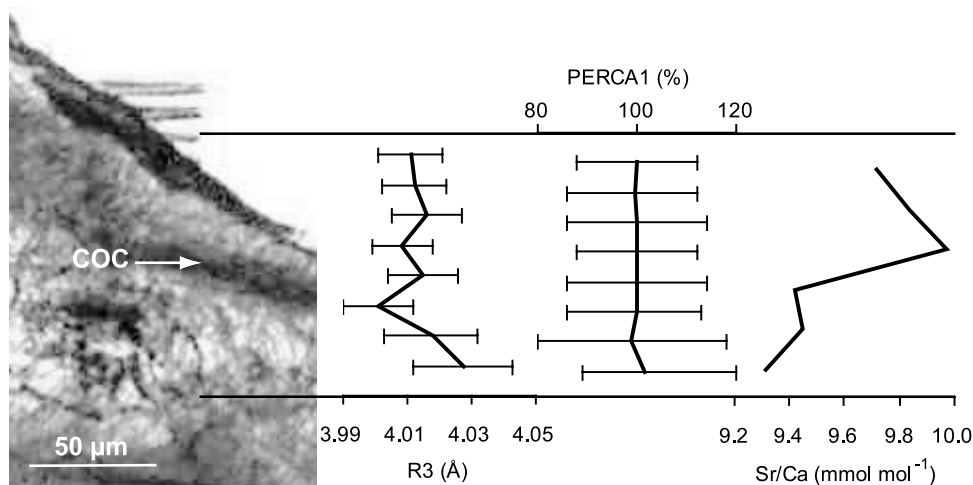 PERCA1 (%)
80 100 120
COC
50 µm
3.99 4.01 4.03 4.05 9.2 9.4 9.6 9.8 10.0
R3 (Å) Sr/Ca (mmol mol⁻¹)